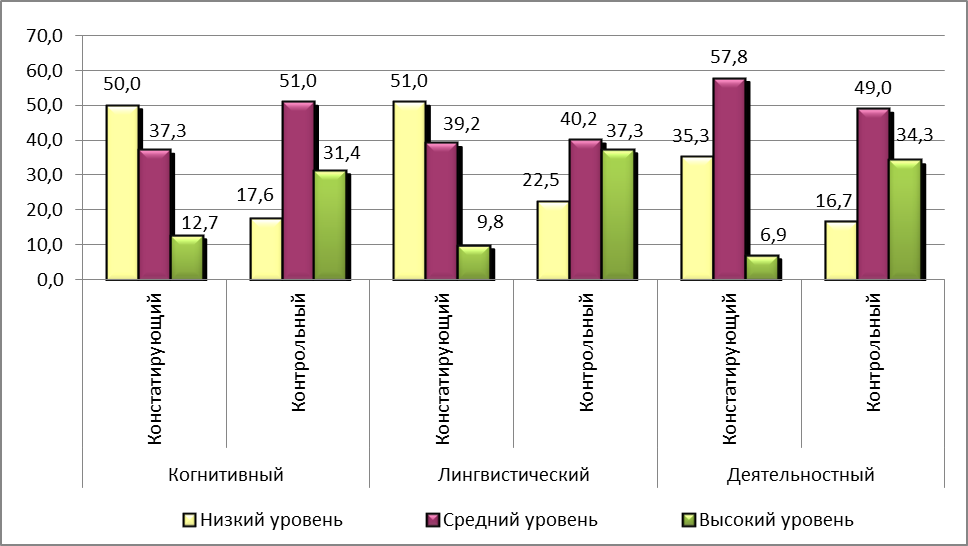 70,0
60,0
50,0
40,0
30,0
20,0
10,0
0,0
50,0 37,3 12,7 17,6 51,0 31,4 51,0 39,2 9,8 22,5 40,2 37,3 35,3 57,8 6,9 16,7 49,0 34,3
Констатирующий
Контрольный
Констатирующий
Контрольный
Констатирующий
Контрольный
Когнитивный Лингвистический Деятельностный
Низкий уровень Средний уровень Высокий уровень